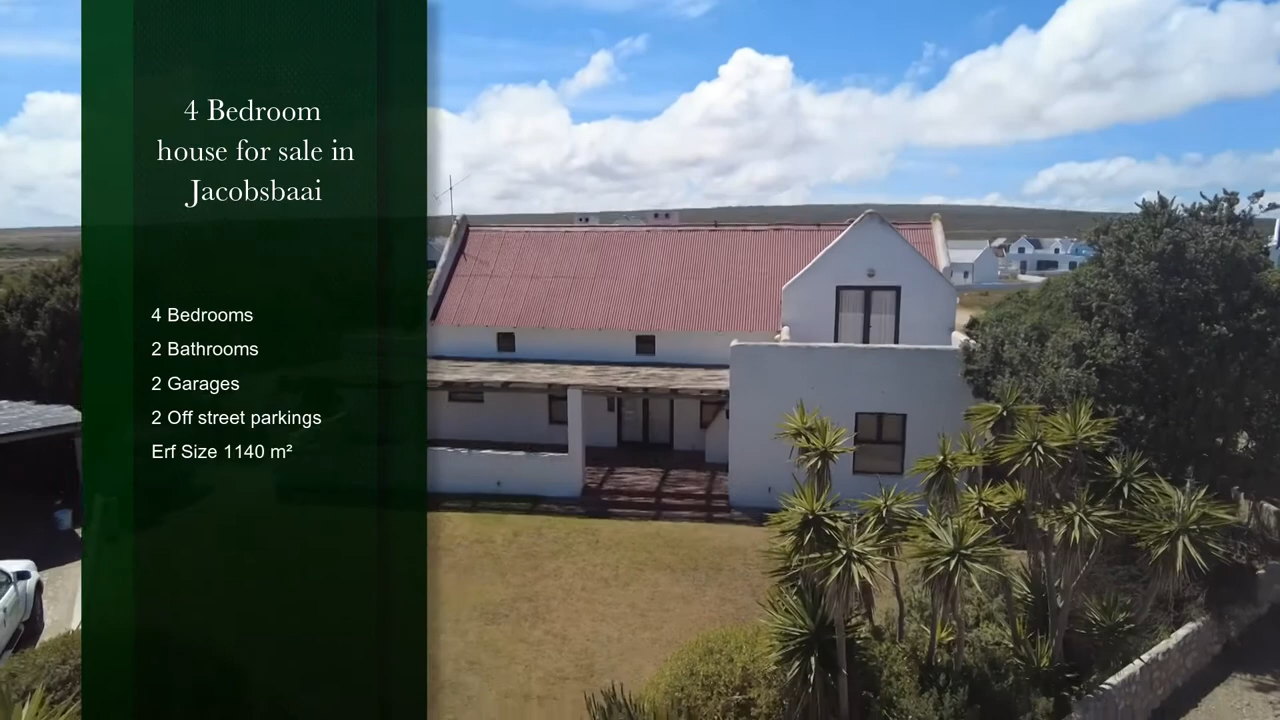 4 Bedroom
house for sale in
Jacobsbaai
4 Bedrooms
2 Bathrooms
2 Garages
2 Off street parkings
Erf Size 1140 m²